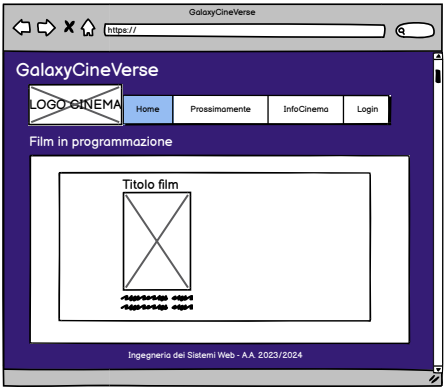 GalaxyCineVerse
https://
GalaxyCineVerse
LOGO CINEMA
Home
Prossimamente
InfoCinema
Login
Film in programmazione
Titolo film
Ingegneria dei Sistemi Web - A.A. 2023/2024